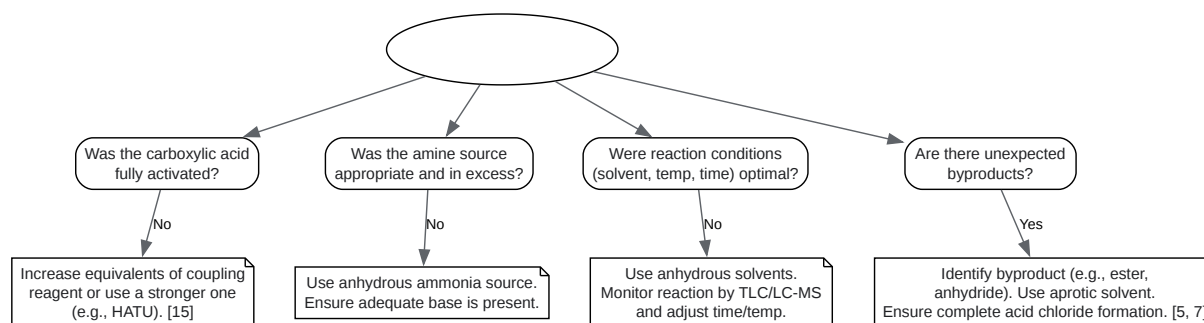 Was the carboxylic acid
fully activated?
Was the amine source
appropriate and in excess?
Were reaction conditions
(solvent, temp, time) optimal?
Are there unexpected
byproducts?
No
No
No
Yes
Increase equivalents of coupling
reagent or use a stronger one
(e.g., HATU). [15]
Use anhydrous ammonia source.
Ensure adequate base is present.
Use anhydrous solvents.
Monitor reaction by TLC/LC-MS
and adjust time/temp.
Identify byproduct (e.g., ester,
anhydride). Use aprotic solvent.
Ensure complete acid chloride formation. [5, 7]